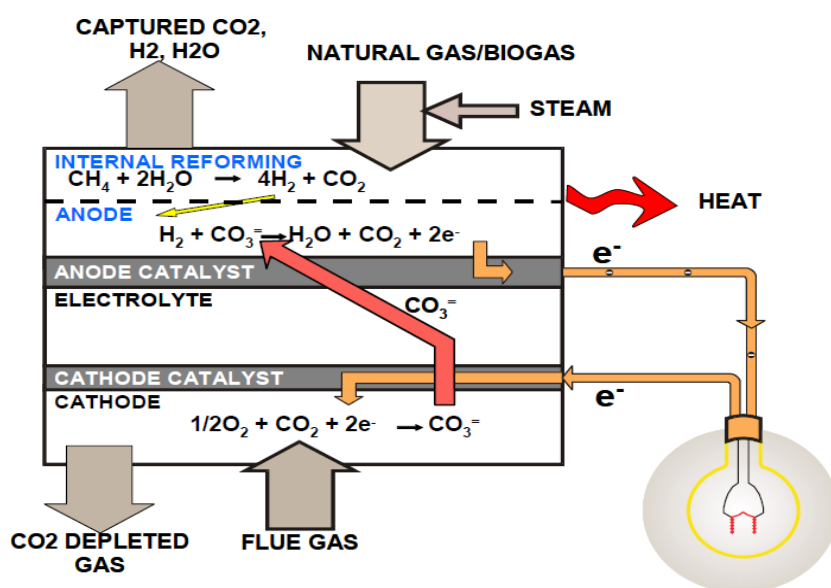 CAPTURED CO2,
H2, H2O
NATURAL GAS/BIOGAS
STEAM
INTERNAL REFORMING
CH₄ + 2H₂O → 4H₂ + CO₂
HEAT
ANODE
H₂ + CO₃⁼→H₂O + CO₂ + 2e-
ANODE CATALYST
e-
ELECTROLYTE
CO₃⁼
CATHODE CATALYST
e-
CATHODE
1/2O₂ + CO₂ + 2e- → CO₃⁼
CO2 DEPLETED
GAS
FLUE GAS